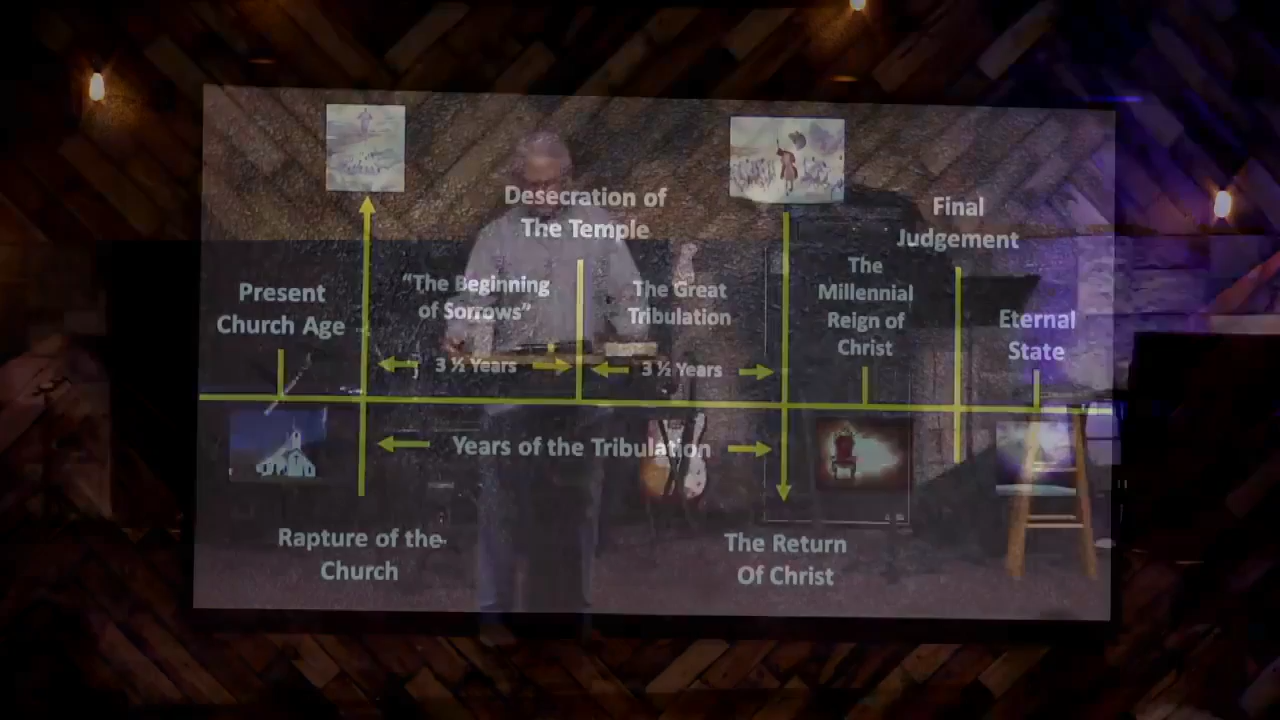 Desecration of
The Temple
Final
Judgement
Present
Church Age
“The Beginning
of Sorrows”
The Great
Tribulation
The
Millennial
Reign of
Christ
Eternal
State
3 ½ Years
3 ½ Years
Years of the Tribulation
Rapture of the
Church
The Return
Of Christ